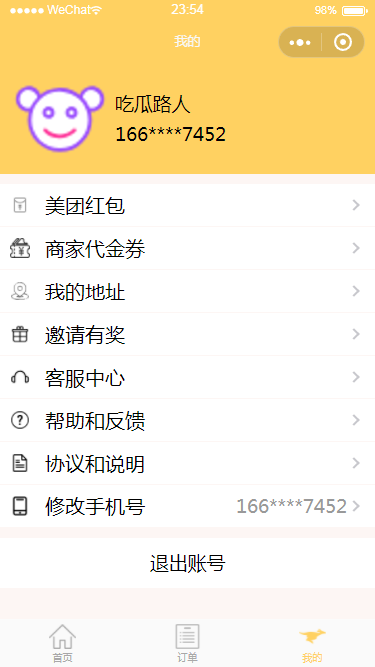 WeChat 23:54 98%
我的
吃瓜路人
166****7452
美团红包
商家代金券
我的地址
邀请有奖
客服中心
帮助和反馈
协议和说明
修改手机号 166****7452
退出账号
首页 订单 我的